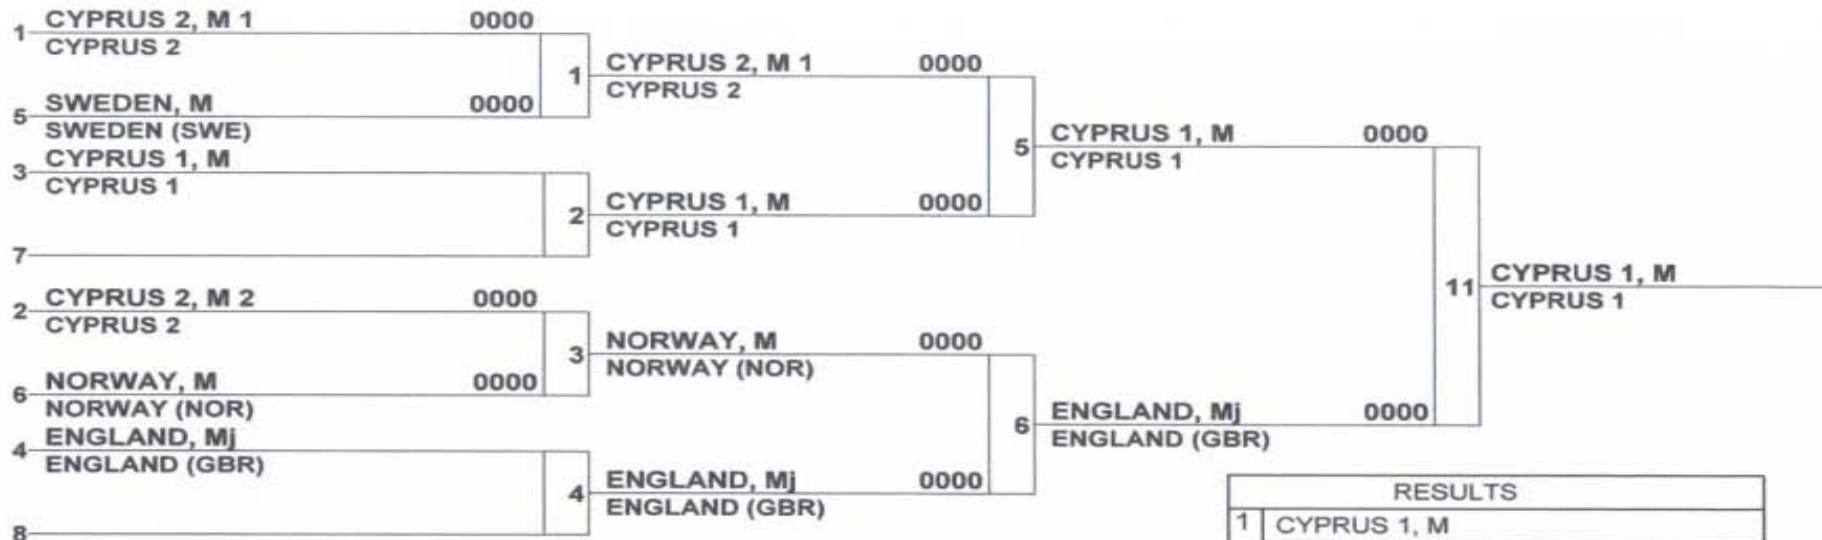 1 CYPRUS 2, M 1 0000
CYPRUS 2
5 SWEDEN, M 0000
SWEDEN (SWE)
3 CYPRUS 1, M
CYPRUS 1
7
2 CYPRUS 2, M 2 0000
CYPRUS 2
6 NORWAY, M 0000
NORWAY (NOR)
4 ENGLAND, Mj
ENGLAND (GBR)
8
1 CYPRUS 2, M 1 0000
CYPRUS 2
2 CYPRUS 1, M 0000
CYPRUS 1
3 NORWAY, M 0000
NORWAY (NOR)
4 ENGLAND, Mj 0000
ENGLAND (GBR)
5 CYPRUS 1, M 0000
CYPRUS 1
6 ENGLAND, Mj 0000
ENGLAND (GBR)
11 CYPRUS 1, M
CYPRUS 1
RESULTS
1 CYPRUS 1, M